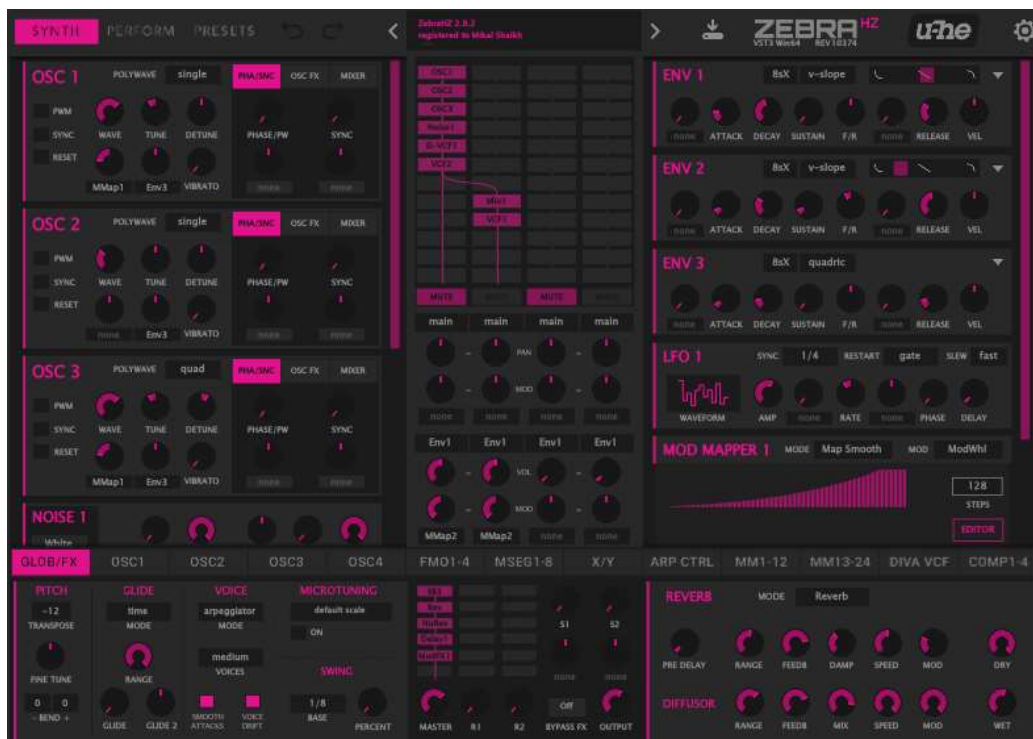 SYNTH PERFORM PRESETS
ZebraHZ 2.9.2
registered to Mikal Shaikh
ZEBRA HZ
VST3 Win64 REV10374
u-he
OSC 1 POLYWAVE single PHA/SNC OSC FX MIXER
PWM
SYNC WAVE TUNE DETUNE PHASE/PW SYNC
RESET
MMap1 Env3 VIBRATO none none
OSC 2 POLYWAVE single PHA/SNC OSC FX MIXER
PWM
SYNC WAVE TUNE DETUNE PHASE/PW SYNC
RESET
none Env3 VIBRATO none none
OSC 3 POLYWAVE quad PHA/SNC OSC FX MIXER
PWM
SYNC WAVE TUNE DETUNE PHASE/PW SYNC
RESET
MMap1 Env3 VIBRATO none none
NOISE 1
White
OSC1
OSC2
OSC3
Noise1
D-VCF1
VCF2
Mix1
VCF1
MUTE MUTE
main main main main
PAN
MOD
none none none none
Env1 Env1 Env1 Env1
VOL
MOD
MMap2 MMap2 none none
ENV 1 8sX v-slope
none ATTACK DECAY SUSTAIN F/R none RELEASE VEL
ENV 2 8sX v-slope
none ATTACK DECAY SUSTAIN F/R none RELEASE VEL
ENV 3 8sX quadric
none ATTACK DECAY SUSTAIN F/R none RELEASE VEL
LFO 1 SYNC 1/4 RESTART gate SLEW fast
WAVEFORM AMP none RATE none PHASE DELAY
MOD MAPPER 1 MODE Map Smooth MOD ModWhl
128
STEPS
EDITOR
GLOB/FX OSC1 OSC2 OSC3 OSC4 FMO1-4 MSEG1-8 X/Y ARP CTRL MM1-12 MM13-24 DIVA VCF COMP1-4
PITCH
-12
TRANSPOSE
FINE TUNE
0 0
- BEND +
GLIDE
time
MODE
RANGE
GLIDE GLIDE 2
VOICE
arpeggiator
MODE
medium
VOICES
SMOOTH ATTACKS VOICE DRIFT
MICROTUNING
default scale
ON
SWING
1/8
BASE PERCENT
Rev
NuRev
Delay1
ModFX1
S1 S2
none none
Off
MASTER R1 R2 BYPASS FX OUTPUT
REVERB MODE Reverb
PRE DELAY RANGE FEEDB DAMP SPEED MOD DRY
DIFFUSOR
RANGE FEEDB MIX SPEED MOD WET